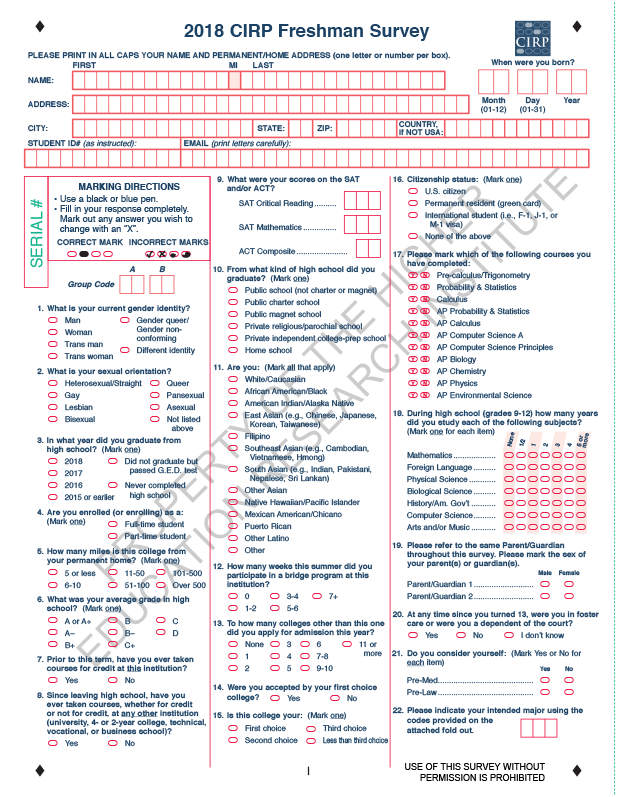 2018 CIRP Freshman Survey
CIRP
PLEASE PRINT IN ALL CAPS YOUR NAME AND PERMANENT/HOME ADDRESS (one letter or number per box).
FIRST MI LAST
When were you born?
NAME:
ADDRESS:
Month (01-12)
Day (01-31)
Year
CITY: STATE: ZIP: COUNTRY, if NOT USA:
STUDENT ID# (as instructed): EMAIL (print letters carefully):
SERIAL #
MARKING DIRECTIONS
• Use a black or blue pen.
• Fill in your response completely.
Mark out any answer you wish to
change with an "X".
CORRECT MARK INCORRECT MARKS
A B
Group Code
1. What is your current gender identity?
Man
Woman
Trans man
Trans woman
Gender queer/
Gender non-
conforming
Different identity
2. What is your sexual orientation?
Heterosexual/Straight
Gay
Lesbian
Bisexual
Queer
Pansexual
Asexual
Not listed
above
3. In what year did you graduate from
high school? (Mark one)
2018
2017
2016
2015 or earlier
Did not graduate but
passed G.E.D. test
Never completed
high school
4. Are you enrolled (or enrolling) as a:
(Mark one)
Full-time student
Part-time student
5. How many miles is this college from
your permanent home? (Mark one)
5 or less 11-50 101-500
6-10 51-100 Over 500
6. What was your average grade in high
school? (Mark one)
A or A+ B C
A– B– D
B+ C+
7. Prior to this term, have you ever taken
courses for credit at this institution?
Yes No
8. Since leaving high school, have you
ever taken courses, whether for credit
or not for credit, at any other institution
(university, 4- or 2-year college, technical,
vocational, or business school)?
Yes No
9. What were your scores on the SAT
and/or ACT?
SAT Critical Reading
SAT Mathematics
ACT Composite
10. From what kind of high school did you
graduate? (Mark one)
Public school (not charter or magnet)
Public charter school
Public magnet school
Private religious/parochial school
Private independent college-prep school
Home school
11. Are you: (Mark all that apply)
White/Caucasian
African American/Black
American Indian/Alaska Native
East Asian (e.g., Chinese, Japanese,
Korean, Taiwanese)
Filipino
Southeast Asian (e.g., Cambodian,
Vietnamese, Hmong)
South Asian (e.g., Indian, Pakistani,
Nepalese, Sri Lankan)
Other Asian
Native Hawaiian/Pacific Islander
Mexican American/Chicano
Puerto Rican
Other Latino
Other
12. How many weeks this summer did you
participate in a bridge program at this
institution?
0 3-4 7+
1-2 5-6
13. To how many colleges other than this one
did you apply for admission this year?
None 3 6 11 or
more
1 4 7-8
2 5 9-10
14. Were you accepted by your first choice
college? Yes No
15. Is this college your: (Mark one)
First choice Third choice
Second choice Less than third choice
16. Citizenship status: (Mark one)
U.S. citizen
Permanent resident (green card)
International student (i.e., F-1, J-1, or
M-1 visa)
None of the above
17. Please mark which of the following courses you
have completed:
Pre-calculus/Trigonometry
Probability & Statistics
Calculus
AP Probability & Statistics
AP Calculus
AP Computer Science A
AP Computer Science Principles
AP Biology
AP Chemistry
AP Physics
AP Environmental Science
18. During high school (grades 9-12) how many years
did you study each of the following subjects?
(Mark one for each item)
None 1/2 1 2 3 4 5 or more
Mathematics
Foreign Language
Physical Science
Biological Science
History/Am. Gov't
Computer Science
Arts and/or Music
19. Please refer to the same Parent/Guardian
throughout this survey. Please mark the sex of
your parent(s) or guardian(s).
Male Female
Parent/Guardian 1
Parent/Guardian 2
20. At any time since you turned 13, were you in foster
care or were you a dependent of the court?
Yes No I don't know
21. Do you consider yourself: (Mark Yes or No for
each item)
Yes No
Pre-Med
Pre-Law
22. Please indicate your intended major using the
codes provided on the
attached fold out.
PROPERTY OF THE HIGHER
EDUCATION RESEARCH INSTITUTE
I
USE OF THIS SURVEY WITHOUT
PERMISSION IS PROHIBITED